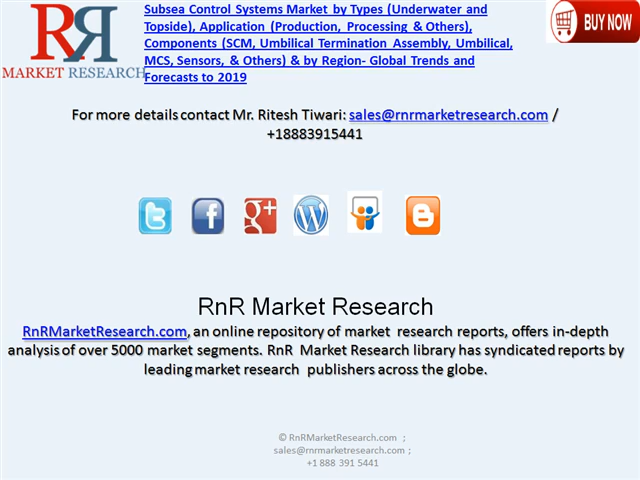 RR
MARKET RESEARCH
Subsea Control Systems Market by Types (Underwater and
Topside), Application (Production, Processing & Others),
Components (SCM, Umbilical Termination Assembly, Umbilical,
MCS, Sensors, & Others) & by Region- Global Trends and
Forecasts to 2019
BUY NOW
For more details contact Mr. Ritesh Tiwari: sales@rnrmarketresearch.com /
+18883915441
RnR Market Research
RnRMarketResearch.com, an online repository of market research reports, offers in-depth
analysis of over 5000 market segments. RnR Market Research library has syndicated reports by
leading market research publishers across the globe.
© RnRMarketResearch.com ;
sales@rnrmarketresearch.com ;
+1 888 391 5441